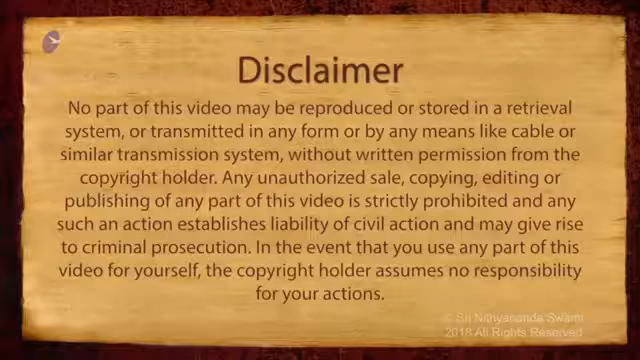 Disclaimer
No part of this video may be reproduced or stored in a retrieval
system, or transmitted in any form or by any means like cable or
similar transmission system, without written permission from the
copyright holder. Any unauthorized sale, copying, editing or
publishing of any part of this video is strictly prohibited and any
such an action establishes liability of civil action and may give rise
to criminal prosecution. In the event that you use any part of this
video for yourself, the copyright holder assumes no responsibility
for your actions.
© Sri Nithyananda Swami
2018 All Rights Reserved